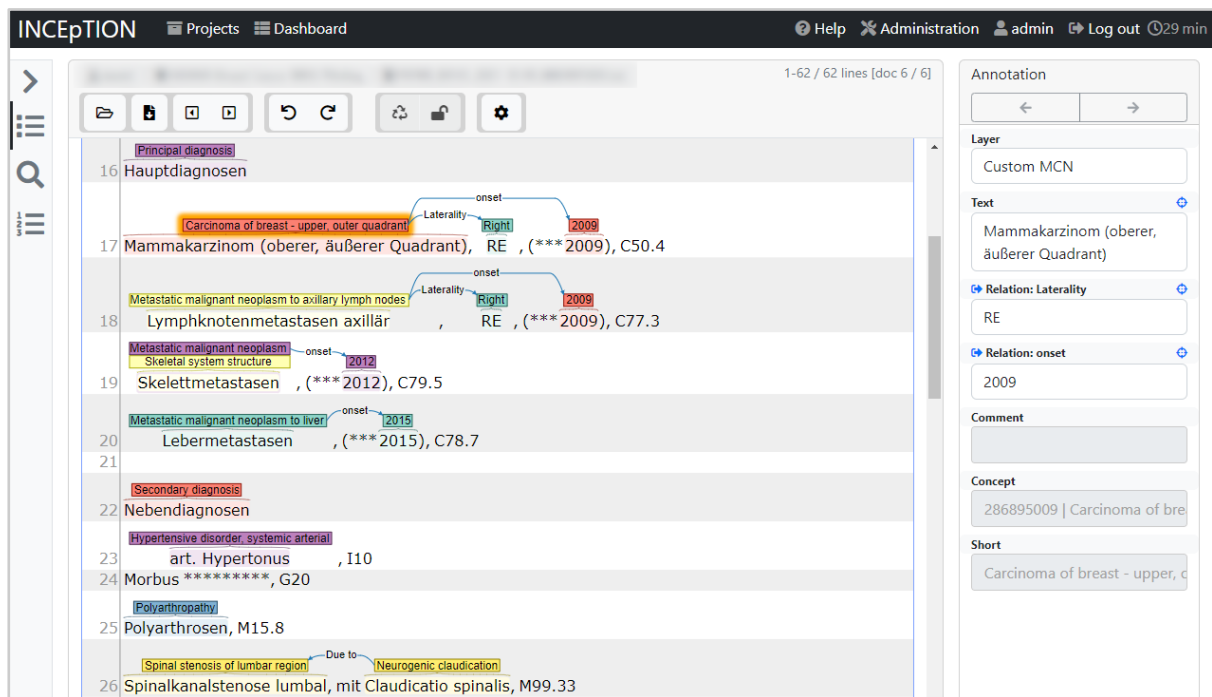 INCEpTION Projects Dashboard Help Administration admin Log out 29 min
1-62 / 62 lines [doc 6 / 6]
Principal diagnosis
16 Hauptdiagnosen
onset
Laterality
Carcinoma of breast - upper, outer quadrant Right 2009
17 Mammakarzinom (oberer, äußerer Quadrant), RE , (***2009), C50.4
onset
Laterality
Metastatic malignant neoplasm to axillary lymph nodes Right 2009
18 Lymphknotenmetastasen axillär , RE , (***2009), C77.3
Metastatic malignant neoplasm onset
Skeletal system structure 2012
19 Skelettmetastasen , (***2012), C79.5
onset
Metastatic malignant neoplasm to liver 2015
20 Lebermetastasen , (***2015), C78.7
21
Secondary diagnosis
22 Nebendiagnosen
Hypertensive disorder, systemic arterial
23 art. Hypertonus , I10
24 Morbus *********, G20
Polyarthropathy
25 Polyarthrosen, M15.8
Due to
Spinal stenosis of lumbar region Neurogenic claudication
26 Spinalkanalstenose lumbal, mit Claudicatio spinalis, M99.33
Annotation
Layer
Custom MCN
Text
Mammakarzinom (oberer,
äußerer Quadrant)
Relation: Laterality
RE
Relation: onset
2009
Comment
Concept
286895009 | Carcinoma of bre
Short
Carcinoma of breast - upper, c